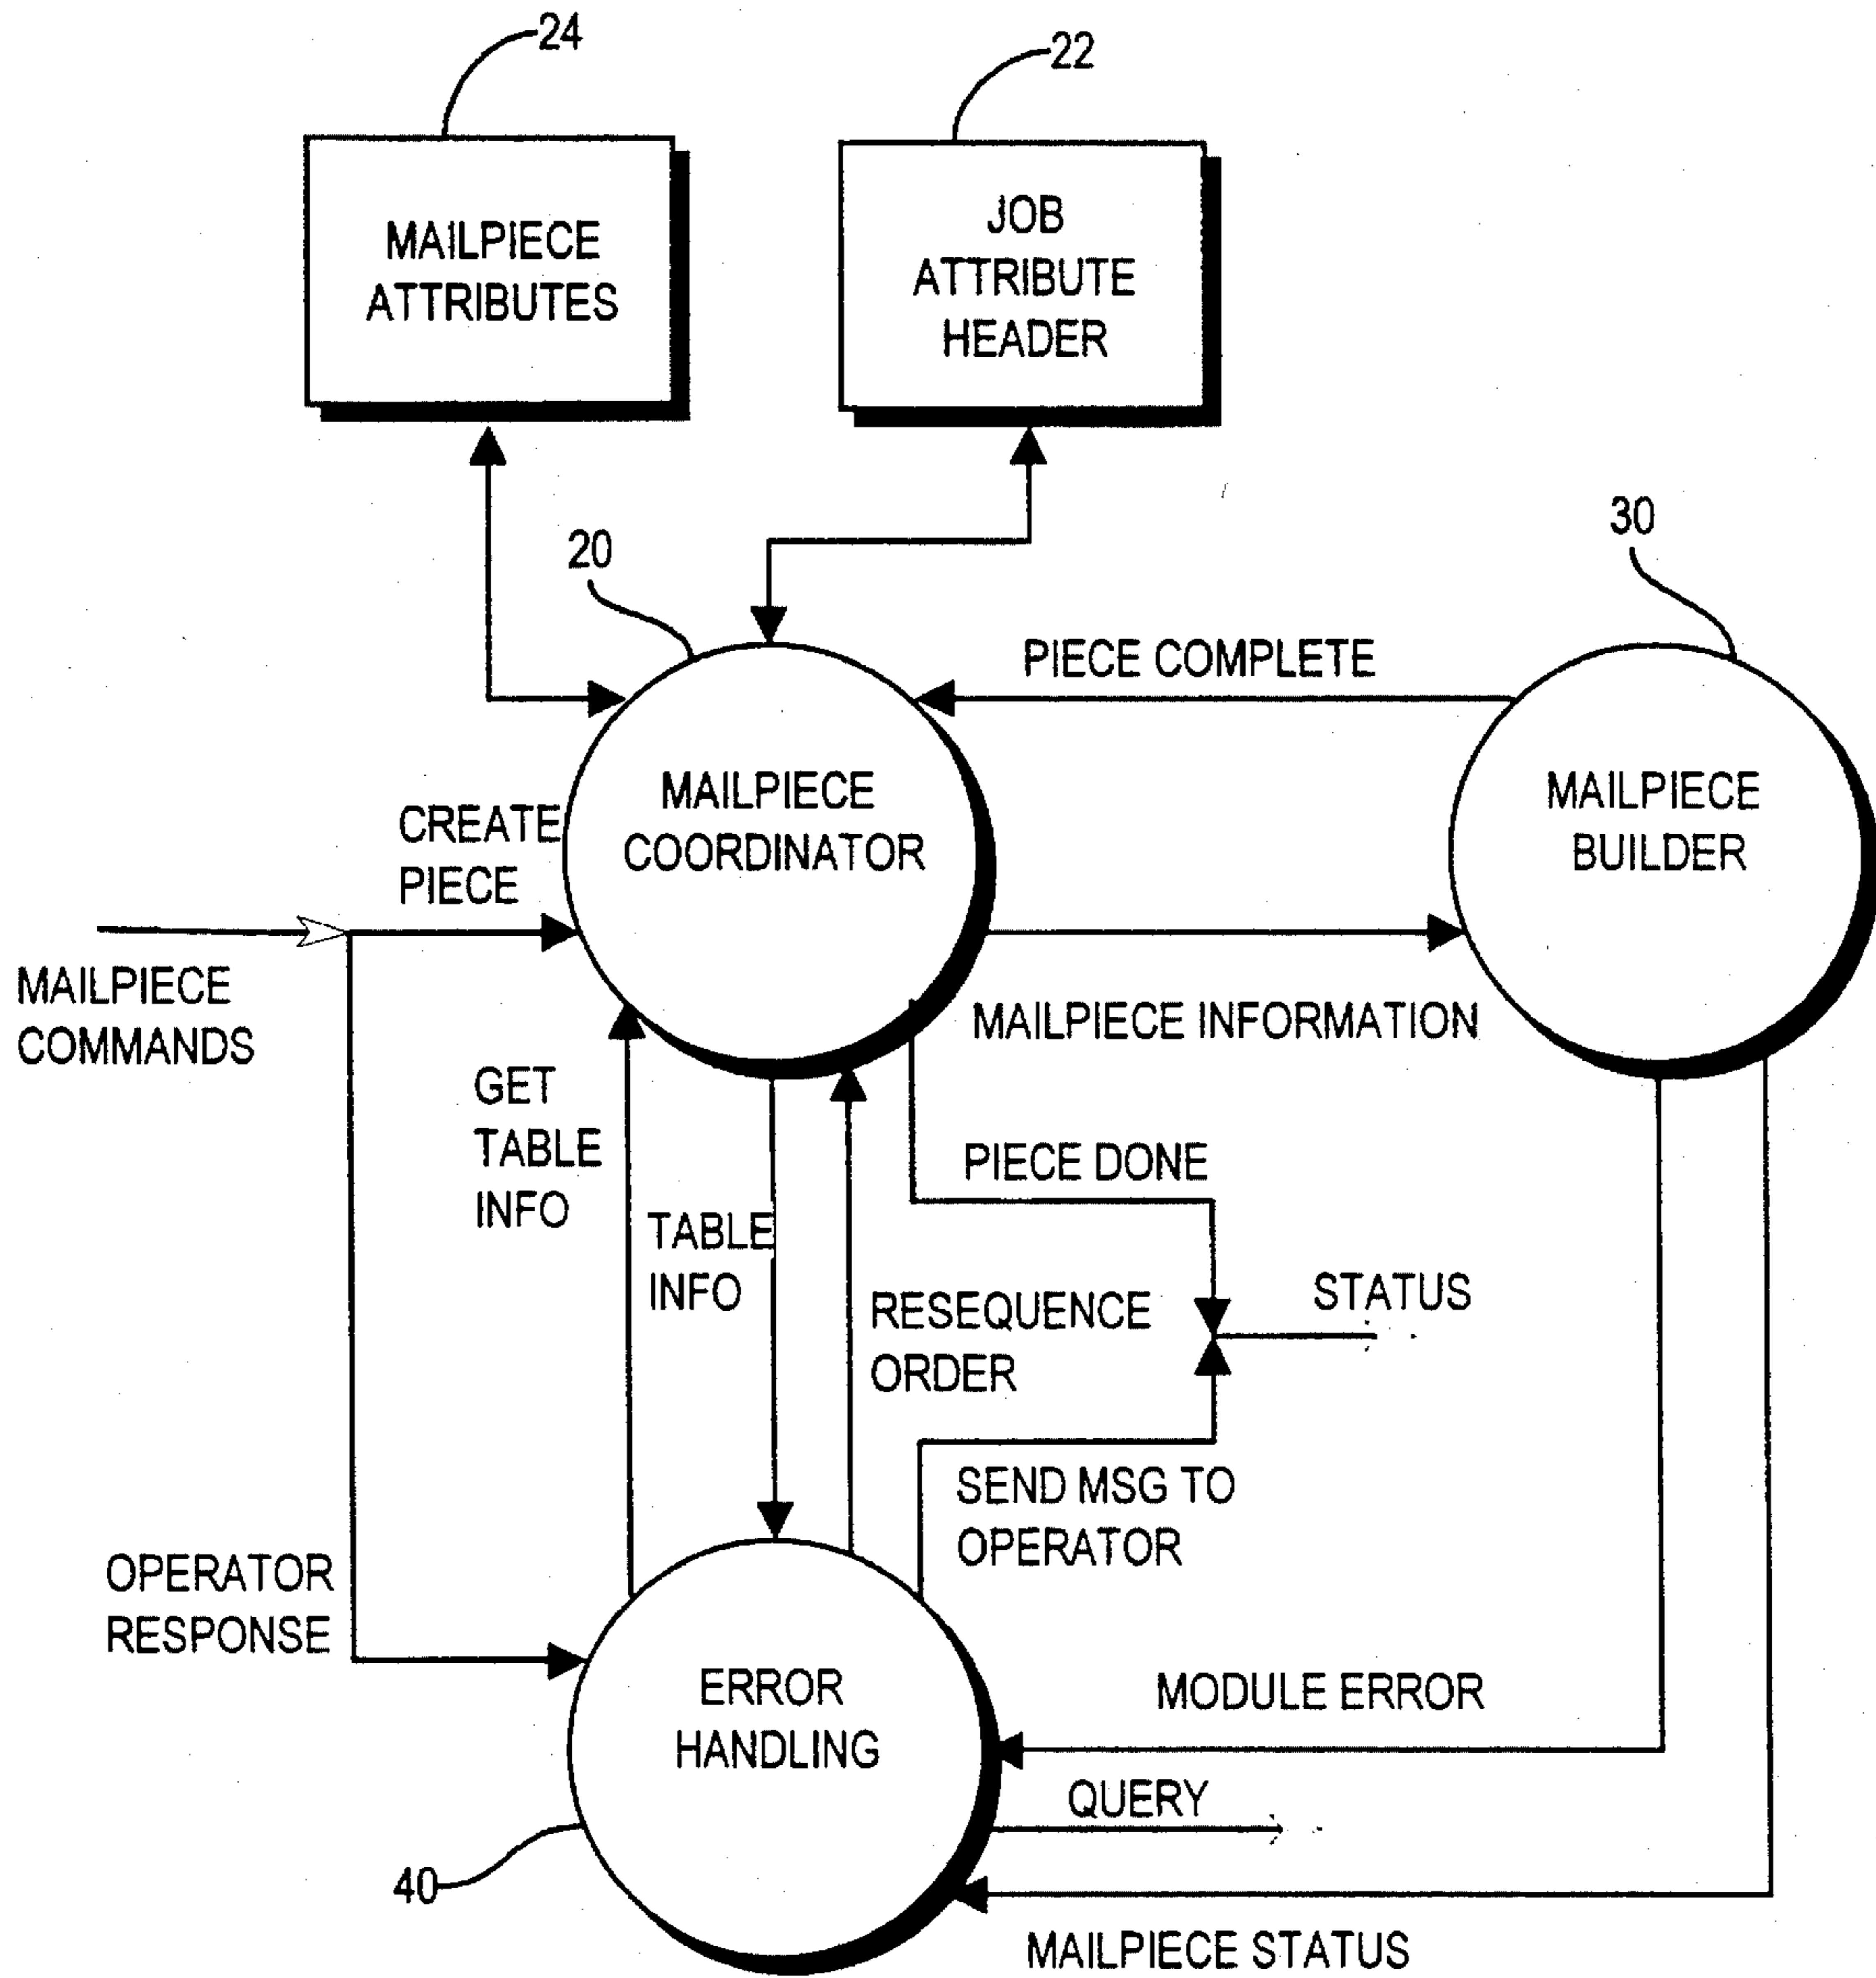 24
22
MAILPIECE
ATTRIBUTES
JOB
ATTRIBUTE
HEADER
20
30
PIECE COMPLETE
MAILPIECE
COORDINATOR
MAILPIECE
BUILDER
CREATE
PIECE
MAILPIECE
COMMANDS
MAILPIECE INFORMATION
GET
TABLE
INFO
PIECE DONE
TABLE
INFO
STATUS
RESEQUENCE
ORDER
SEND MSG TO
OPERATOR
OPERATOR
RESPONSE
ERROR
HANDLING
MODULE ERROR
QUERY
40
MAILPIECE STATUS